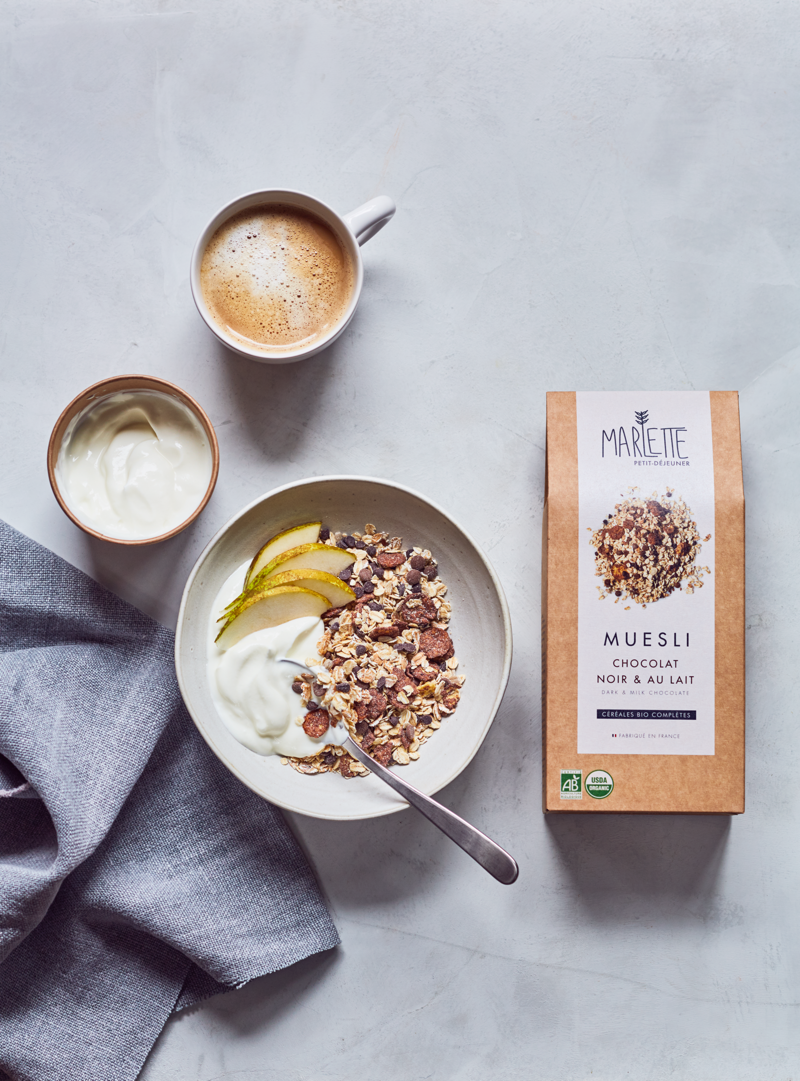 MARLETTE
PETIT-DÉJEUNER
MUESLI
CHOCOLAT
NOIR & AU LAIT
DARK & MILK CHOCOLATE
CÉRÉALES BIO COMPLÈTES
FABRIQUÉ EN FRANCE
AB
USDA
ORGANIC